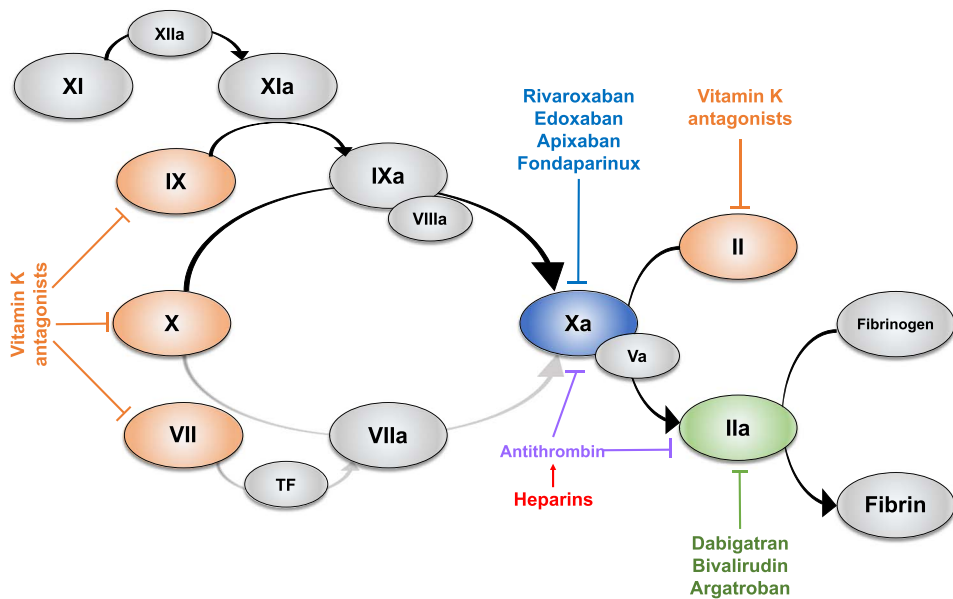 XIIa
XI
XIa
Rivaroxaban
Edoxaban
Apixaban
Fondaparinux
Vitamin K
antagonists
IX
IXa
VIIIa
II
Vitamin K
antagonists
X
Xa
Va
Fibrinogen
VII
VIIa
TF
Antithrombin
Heparins
IIa
Fibrin
Dabigatran
Bivalirudin
Argatroban